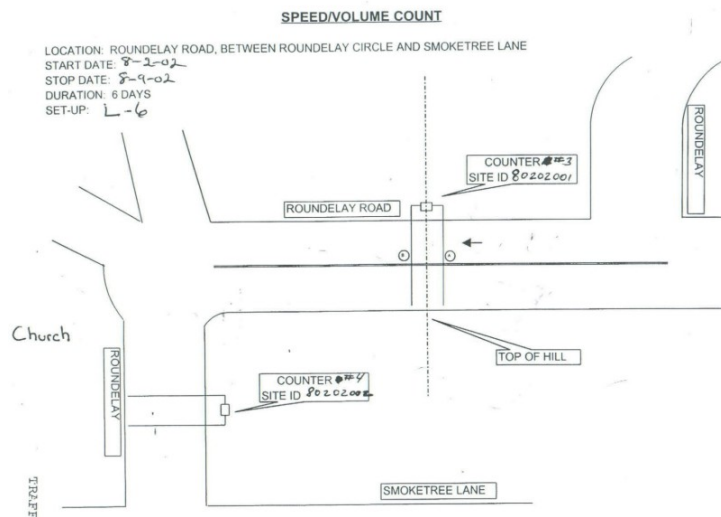 SPEED/VOLUME COUNT
LOCATION: ROUNDELAY ROAD, BETWEEN ROUNDELAY CIRCLE AND SMOKETREE LANE
START DATE: 8-2-02
STOP DATE: 8-9-02
DURATION: 6 DAYS
SET-UP: L-6
COUNTER #3
SITE ID 80202001
ROUNDELAY
ROUNDELAY ROAD
Church
TOP OF HILL
ROUNDELAY
COUNTER #4
SITE ID 80202002
SMOKETREE LANE